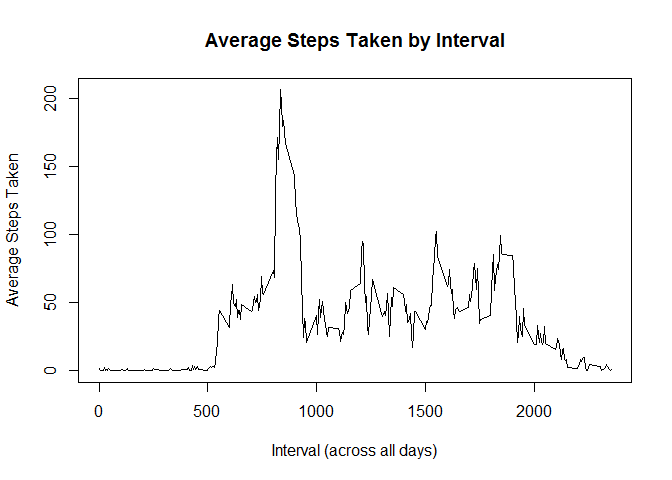 Average Steps Taken by Interval
Average Steps Taken
200
150
100
50
0
0 500 1000 1500 2000
Interval (across all days)